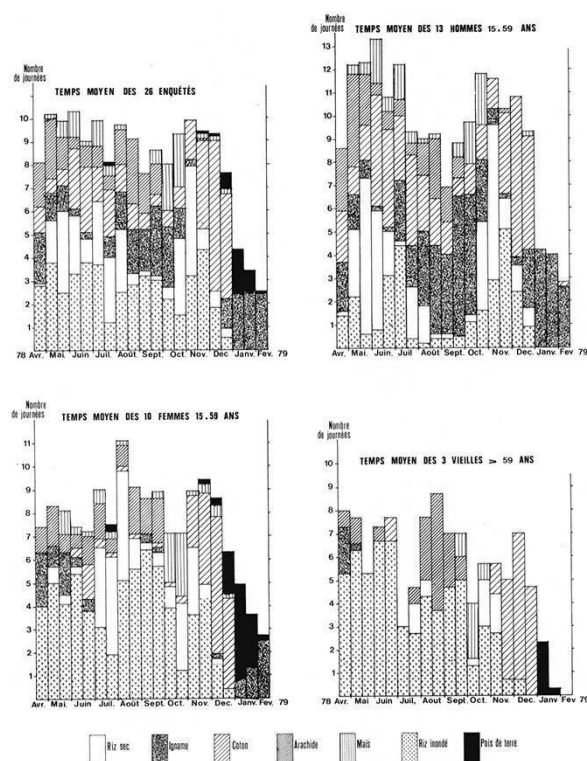 Nombre de journées
TEMPS MOYEN DES 26 ENQUÊTÉS
10
9
8
7
6
5
4
3
2
1
78 Avr. Mai. Juin Juil. Août. Sept. Oct. Nov. Dec. Janv. Fev. 79
Nombre de journées
TEMPS MOYEN DES 13 HOMMES 15.59 ANS
13
12
11
10
9
8
7
6
5
4
3
2
1
78 Avr. Mai. Juin Juil Août Sept. Oct. Nov. Dec. Janv. Fev. 79
Nombre de journées
TEMPS MOYEN DES 10 FEMMES 15.59 ANS
11
10
9
8
7
6
5
4
3
2
1
78 Avr. Mai. Juin Juil. Août Sept. Oct. Nov. Dec. Janv. Fev. 79
Nombre de journées
TEMPS MOYEN DES 3 VIEILLES ⩾ 59 ANS
10
9
8
7
6
5
4
3
2
1
78 Avr. Mai. Juin Juil. Août Sept. Oct. Nov. Dec. Janv. Fev. 79
Riz sec
Igname
Coton
Arachide
Maïs
Riz inondé
Pois de terre